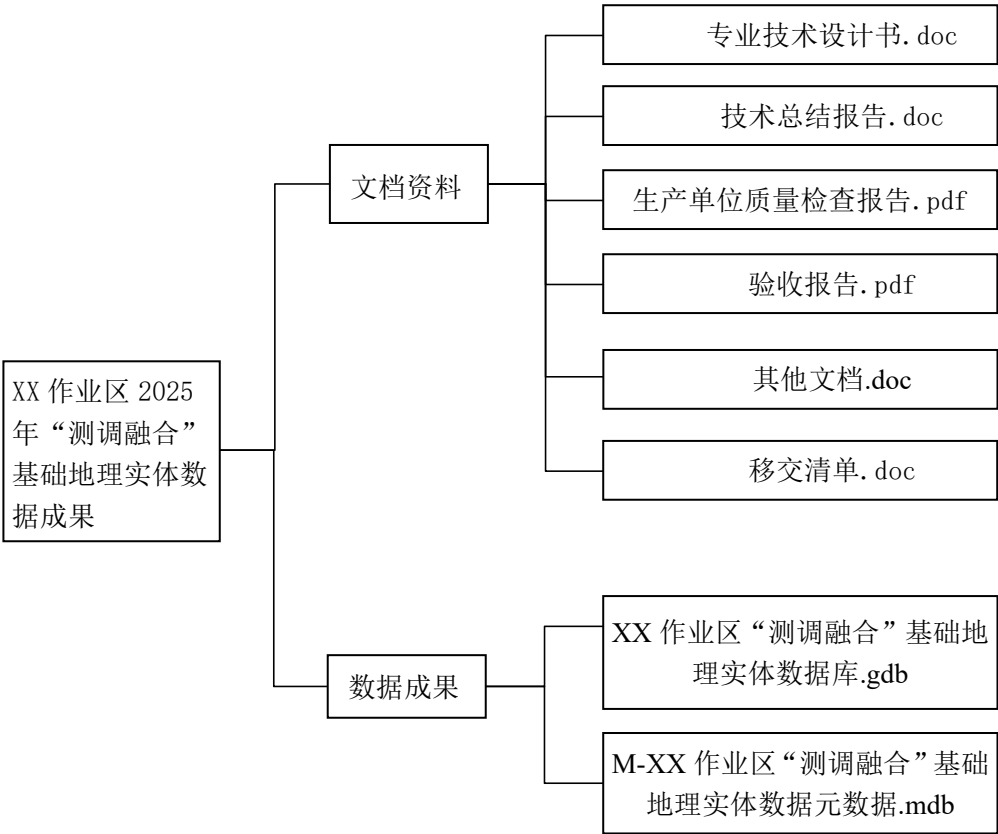 专业技术设计书.doc
技术总结报告.doc
文档资料
生产单位质量检查报告.pdf
验收报告.pdf
XX 作业区 2025
年“测调融合”
基础地理实体数
据成果
其他文档.doc
移交清单.doc
数据成果
XX 作业区“测调融合”基础地
理实体数据库.gdb
M-XX 作业区“测调融合”基础
地理实体数据元数据.mdb